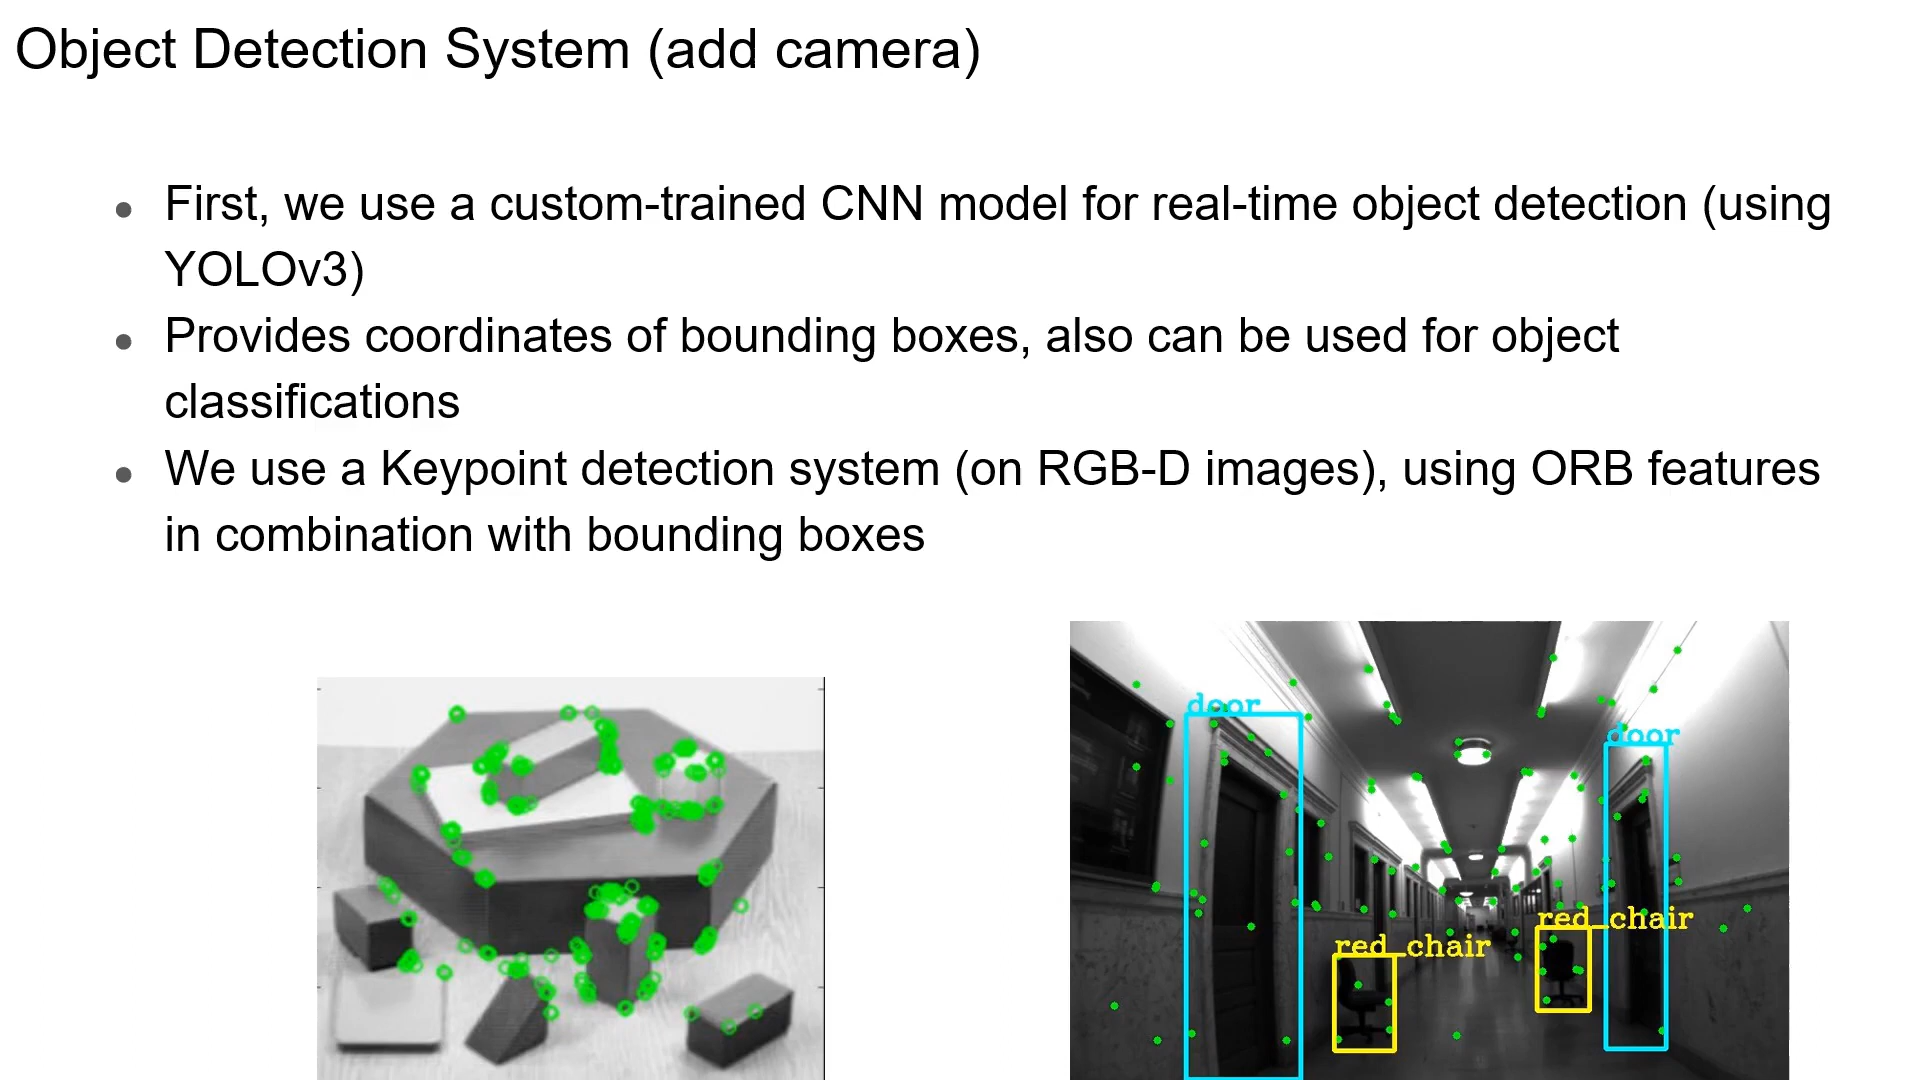 Object Detection System (add camera)
First, we use a custom-trained CNN model for real-time object detection (using
YOLOv3)
Provides coordinates of bounding boxes, also can be used for object
classifications
We use a Keypoint detection system (on RGB-D images), using ORB features
in combination with bounding boxes
door
door
red_chair
red_chair